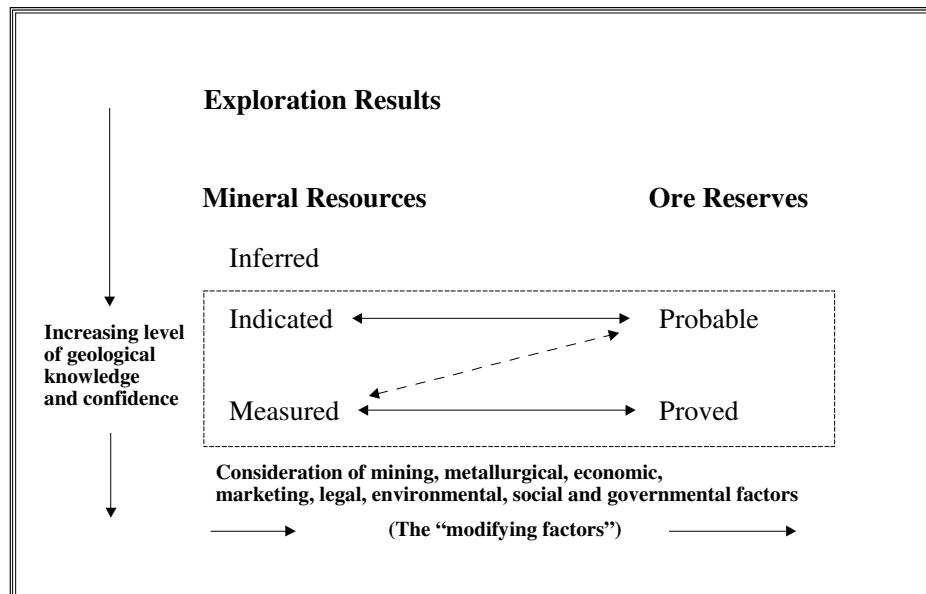 Exploration Results
Mineral Resources
Ore Reserves
Inferred
Indicated
Probable
Increasing level
of geological
knowledge
and confidence
Measured
Proved
Consideration of mining, metallurgical, economic,
marketing, legal, environmental, social and governmental factors
(The “modifying factors”)